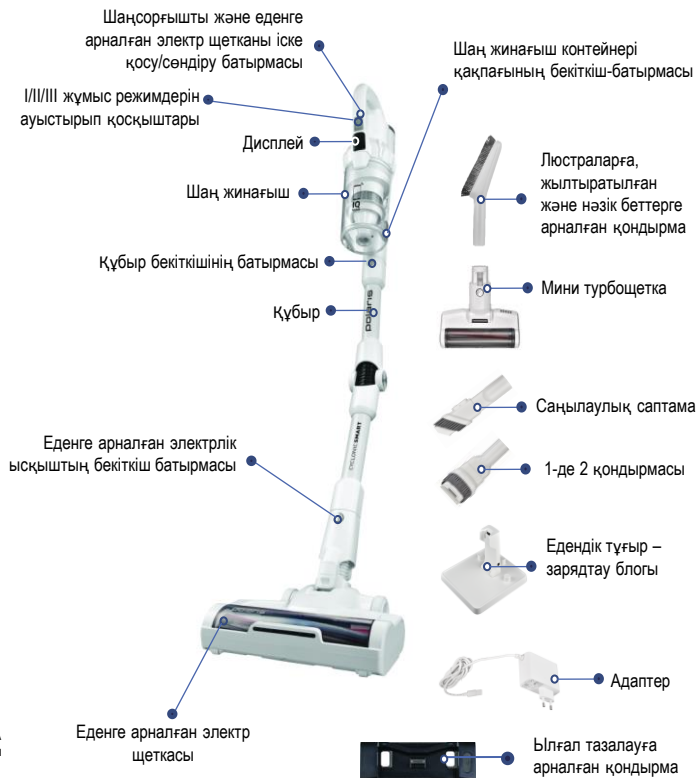 Шаңсорғышты және еденге
арналған электр щетканы іске
қосу/сөндіру батырмасы
I/II/III жұмыс режимдерін
ауыстырып қосқыштары
Дисплей
Шаң жинағыш
Құбыр бекіткішінің батырмасы
Құбыр
Еденге арналған электрлік
ысқыштың бекіткіш батырмасы
Еденге арналған электр
щеткасы
Шаң жинағыш контейнері
қақпағының бекіткіш-батырмасы
Люстраларға,
жылтыратылған
және нәзік беттерге
арналған қондырма
Мини турбощетка
Саңылаулық саптама
1-де 2 қондырмасы
Едендік тұғыр –
зарядтау блогы
Адаптер
Ылғал тазалауға
арналған қондырма
polaris
CYCLONIC SMART